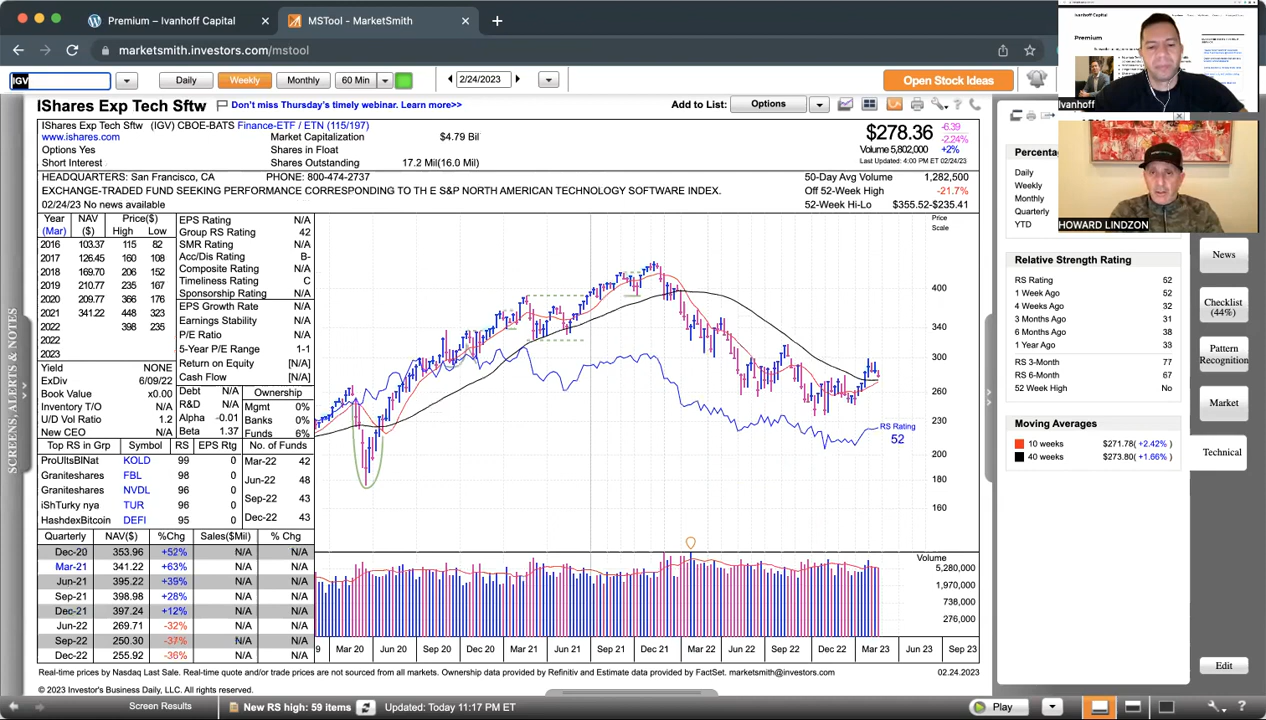 Premium – Ivanhoff Capital
MSTool - MarketSmith
marketsmith.investors.com/mstool
IGV
Daily
Weekly
Monthly
60 Min
2/24/2023
Open Stock Ideas
IShares Exp Tech Sftw
Don't miss Thursday's timely webinar. Learn more>>
Add to List:
Options
IShares Exp Tech Sftw (IGV) CBOE-BATS Finance-ETF / ETN (115/197)
www.ishares.com Market Capitalization $4.79 Bil
Options Yes Shares in Float
Short Interest Shares Outstanding 17.2 Mil(16.0 Mil)
$278.36 -6.39 -2.24%
Volume 5,802,000 +2%
Last Updated: 4:00 PM ET 02/24/23
HEADQUARTERS: San Francisco, CA PHONE: 800-474-2737
EXCHANGE-TRADED FUND SEEKING PERFORMANCE CORRESPONDING TO TH E S&P NORTH AMERICAN TECHNOLOGY SOFTWARE INDEX.
02/24/23 No news available
50-Day Avg Volume 1,282,500
Off 52-Week High -21.7%
52-Week Hi-Lo $355.52-$235.41
Year NAV Price($)
(Mar) ($) High Low
2016 103.37 115 82
2017 126.45 160 108
2018 169.70 206 152
2019 210.77 235 167
2020 209.77 366 176
2021 341.22 448 323
2022 398 235
2022
2023
Yield NONE
ExDiv 6/09/22
Book Value x0.00
Inventory T/O N/A
U/D Vol Ratio 1.2
New CEO N/A
EPS Rating N/A
Group RS Rating 42
SMR Rating N/A
Acc/Dis Rating B-
Composite Rating N/A
Timeliness Rating C
Sponsorship Rating N/A
EPS Growth Rate N/A
Earnings Stability N/A
P/E Ratio N/A
5-Year P/E Range 1-1
Return on Equity [N/A]
Cash Flow [N/A]
Debt N/A
R&D N/A
Alpha -0.01
Beta 1.37
Ownership
Mgmt 0%
Banks 0%
Funds 6%
Top RS in Grp Symbol RS EPS Rtg
ProUltsBlNat KOLD 99 0
Graniteshares FBL 98 0
Graniteshares NVDL 96 0
iShTurky nya TUR 96 0
HashdexBitcoin DEFI 95 0
No. of Funds
Mar-22 42
Jun-22 48
Sep-22 43
Dec-22 43
Quarterly NAV($) %Chg Sales($Mil) % Chg
Dec-20 353.96 +52% N/A N/A
Mar-21 341.22 +63% N/A N/A
Jun-21 395.22 +39% N/A N/A
Sep-21 398.98 +28% N/A N/A
Dec-21 397.24 +12% N/A N/A
Jun-22 269.71 -32% N/A N/A
Sep-22 250.30 -37% N/A N/A
Dec-22 255.92 -36% N/A N/A
Price
Scale
400
340
300
260
230
200
180
160
RS Rating
52
Volume
5,280,000
1,970,000
738,000
276,000
9 Mar 20 Jun 20 Sep 20 Dec 20 Mar 21 Jun 21 Sep 21 Dec 21 Mar 22 Jun 22 Sep 22 Dec 22 Mar 23 Jun 23 Sep 23
Real-time prices by Nasdaq Last Sale. Real-time quote and/or trade prices are not sourced from all markets. Ownership data provided by Refinitiv and Estimate data provided by FactSet. marketsmith@investors.com
02.24.2023
© 2023 Investor's Business Daily, LLC. All rights reserved.
SCREENS, ALERTS & NOTES
Screen Results
New RS high: 59 items
Updated: Today 11:17 PM ET
Play
Ivanhoff Capital
Premium
Ivanhoff
HOWARD LINDZON
Percenta
Daily
Weekly
Monthly
Quarterly
YTD
Relative Strength Rating
RS Rating 52
1 Week Ago 52
4 Weeks Ago 32
3 Months Ago 31
6 Months Ago 38
1 Year Ago 33
RS 3-Month 77
RS 6-Month 67
52 Week High No
Moving Averages
10 weeks $271.78( +2.42% )
40 weeks $273.80( +1.66% )
News
Checklist
(44%)
Pattern
Recognition
Market
Technical
Edit